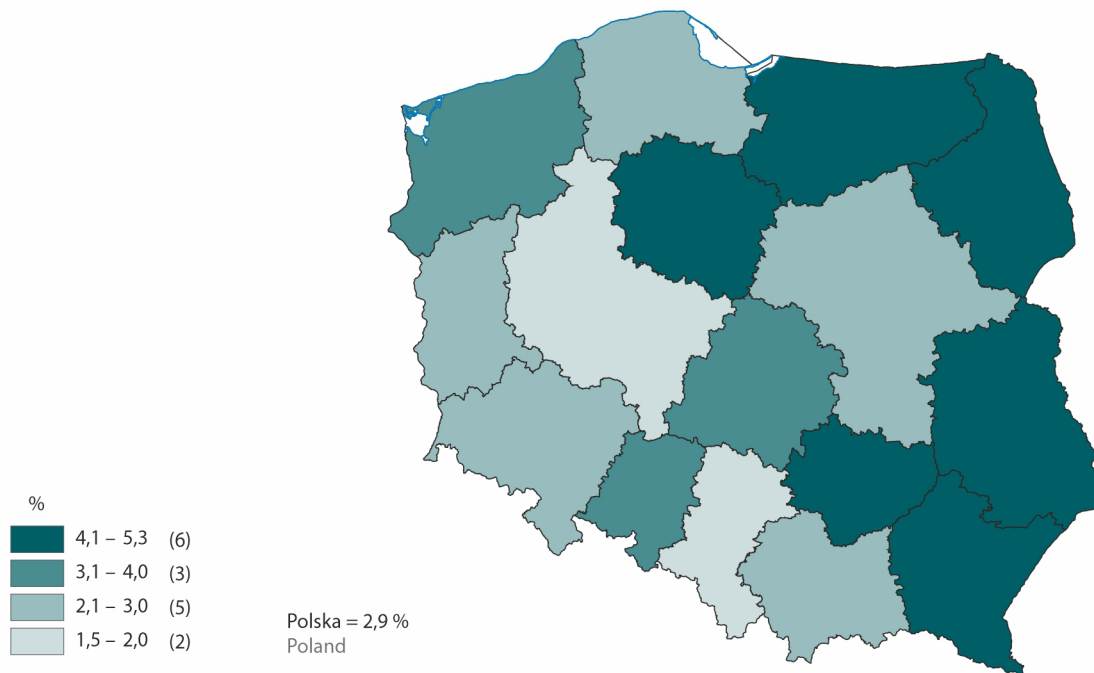 %
4,1 – 5,3 (6)
3,1 – 4,0 (3)
2,1 – 3,0 (5)
1,5 – 2,0 (2)
Polska = 2,9 %
Poland